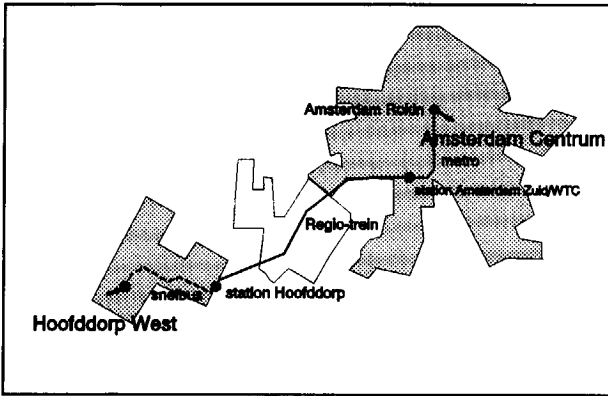 Amsterdam Rokin
Amsterdam Centrum
metro
station Amsterdam Zuid/WTC
Regio-trein
snelbus
station Hoofddorp
Hoofddorp West